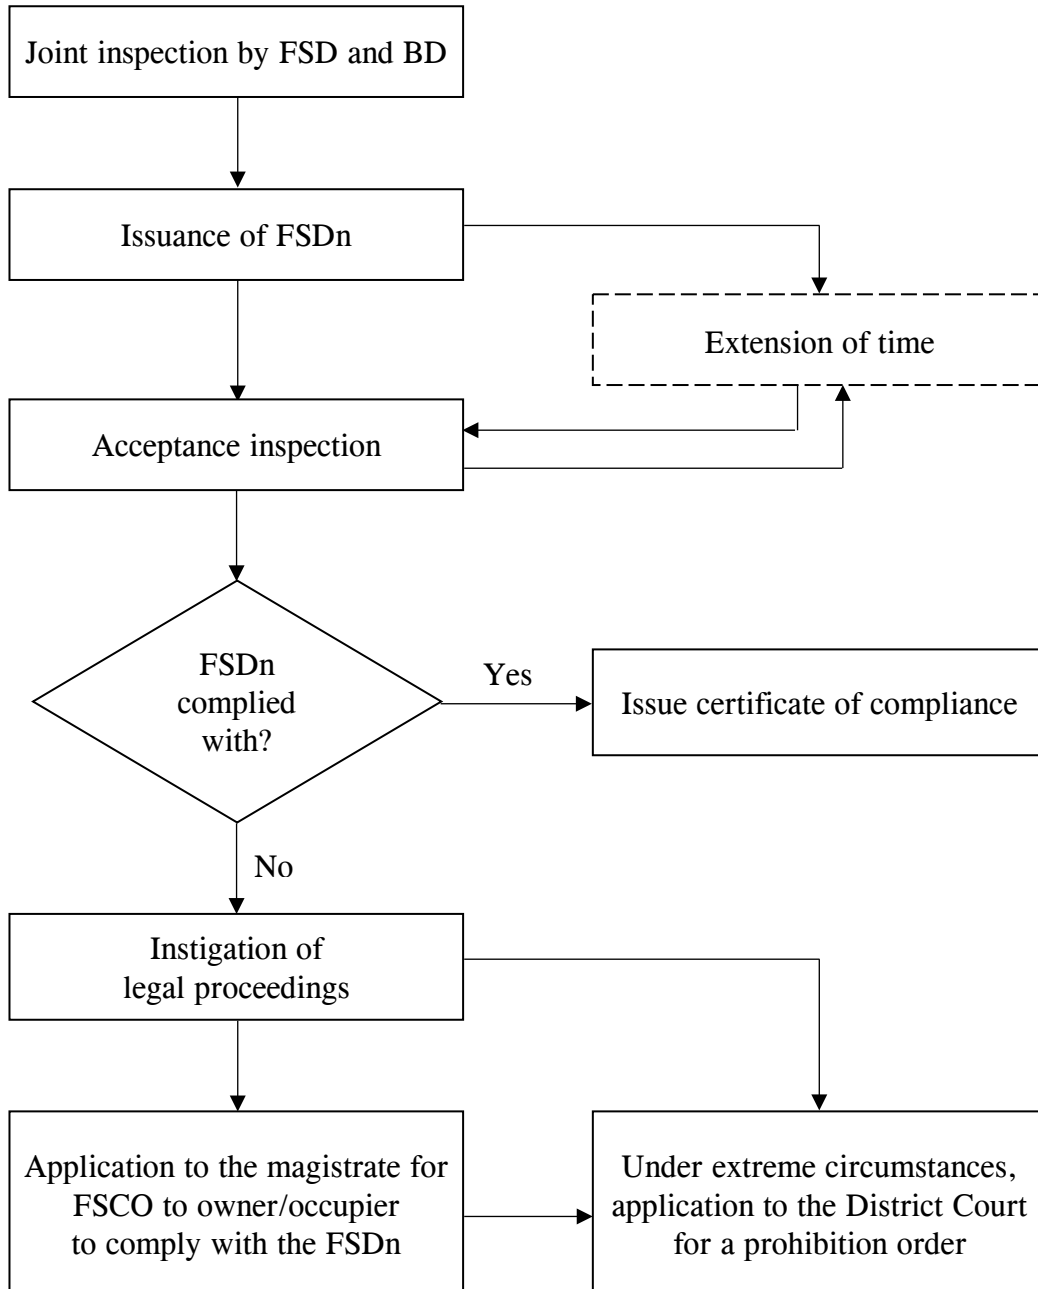 Joint inspection by FSD and BD
Issuance of FSDn
Extension of time
Acceptance inspection
FSDn
complied
with?
Yes
Issue certificate of compliance
No
Instigation of
legal proceedings
Application to the magistrate for
FSCO to owner/occupier
to comply with the FSDn
Under extreme circumstances,
application to the District Court
for a prohibition order